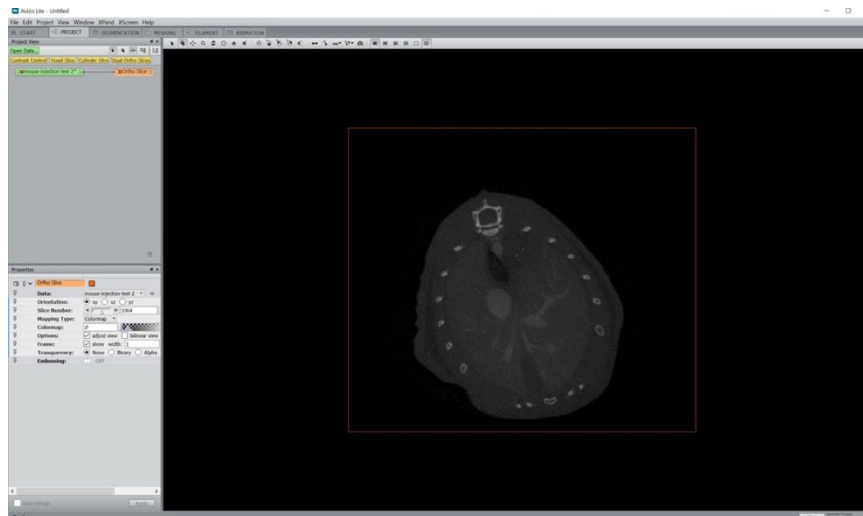 Avizo Lite - Untitled
File Edit Project View Window XPand XScreen Help
START PROJECT SEGMENTATION MESHING FILAMENT ANIMATION
Project View
Open Data...
Contrast Control Voxel Slice Cylinder Slice Dual Ortho Slices
mouse-injection-test-2* Ortho Slice
Properties
Ortho Slice
Data: mouse-injection-test-2
Orientation: xy xz yz
Slice Number: 1064
Mapping Type: Colormap
Colormap:
Options: adjust view bilinear view
Frame: show width: 1
Transparency: None Binary Alpha
Embossing: OFF
auto-refresh Apply